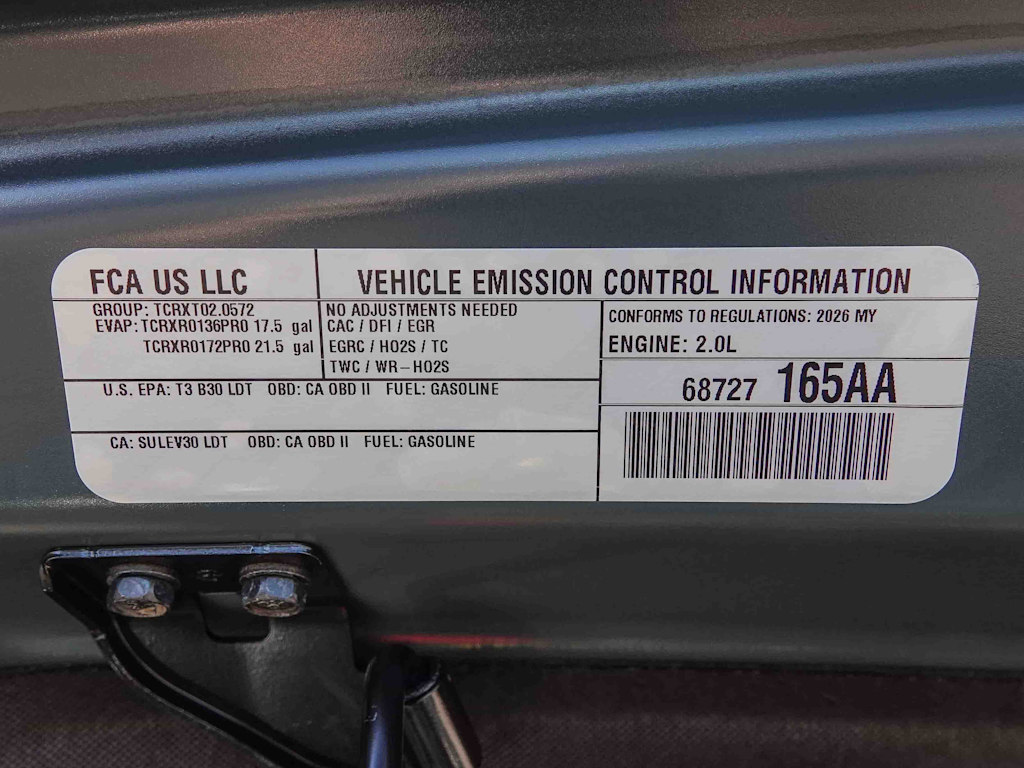 FCA US LLC
VEHICLE EMISSION CONTROL INFORMATION
GROUP: TCRXT02.0572
EVAP: TCRXR0136PR0 17.5 gal
TCRXR0172PR0 21.5 gal
NO ADJUSTMENTS NEEDED
CAC / DFI / EGR
EGRC / HO2S / TC
TWC / WR-HO2S
CONFORMS TO REGULATIONS: 2026 MY
ENGINE: 2.0L
68727 165AA
U.S. EPA: T3 B30 LDT OBD: CA OBD II FUEL: GASOLINE
CA: SULEV30 LDT OBD: CA OBD II FUEL: GASOLINE